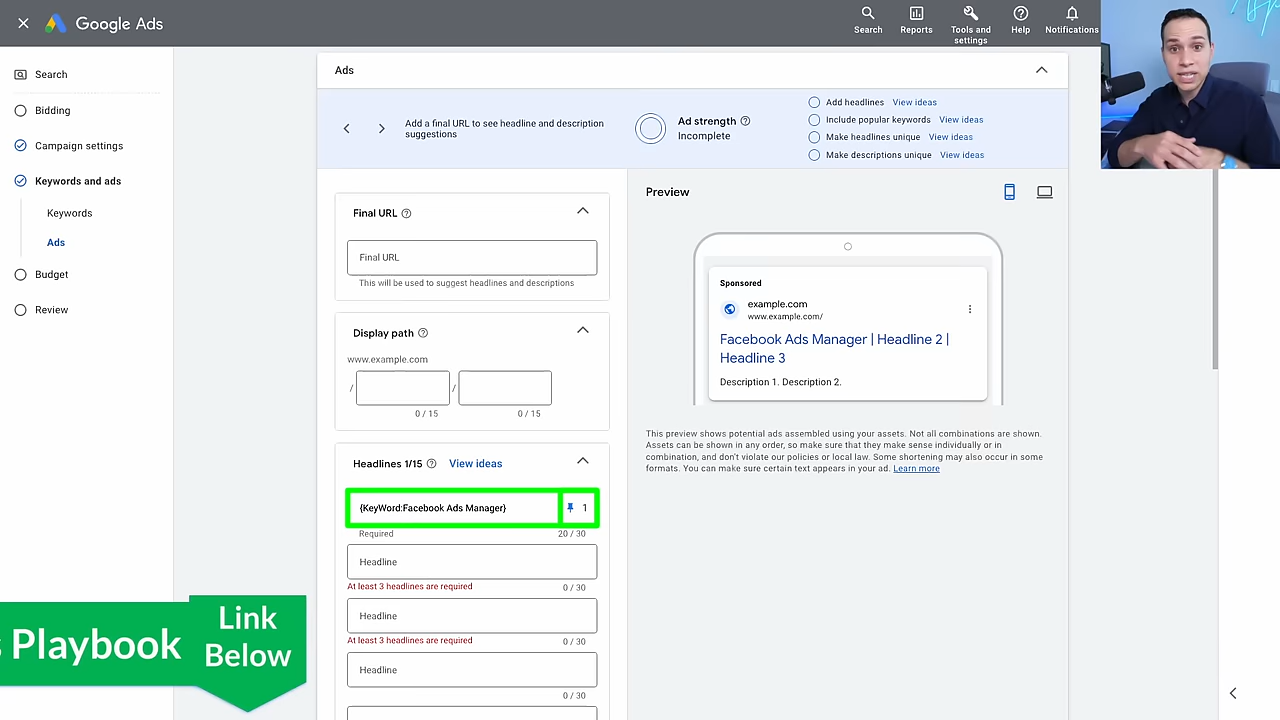 Google Ads
Search
Reports
Tools and
settings
Help
Notifications
Search
Bidding
Campaign settings
Keywords and ads
Keywords
Ads
Budget
Review
Ads
Add a final URL to see headline and description
suggestions
Ad strength
Incomplete
Add headlines View ideas
Include popular keywords View ideas
Make headlines unique View ideas
Make descriptions unique View ideas
Final URL
Final URL
This will be used to suggest headlines and descriptions
Display path
www.example.com
/ /
0 / 15 0 / 15
Headlines 1/15 View ideas
{KeyWord:Facebook Ads Manager} 1
Required 20 / 30
Headline
At least 3 headlines are required 0 / 30
Headline
At least 3 headlines are required 0 / 30
Headline
0 / 30
Preview
Sponsored
example.com
www.example.com/
Facebook Ads Manager | Headline 2 |
Headline 3
Description 1. Description 2.
This preview shows potential ads assembled using your assets. Not all combinations are shown.
Assets can be shown in any order, so make sure that they make sense individually or in
combination, and don't violate our policies or local law. Some shortening may also occur in some
formats. You can make sure certain text appears in your ad. Learn more
Playbook
Link
Below